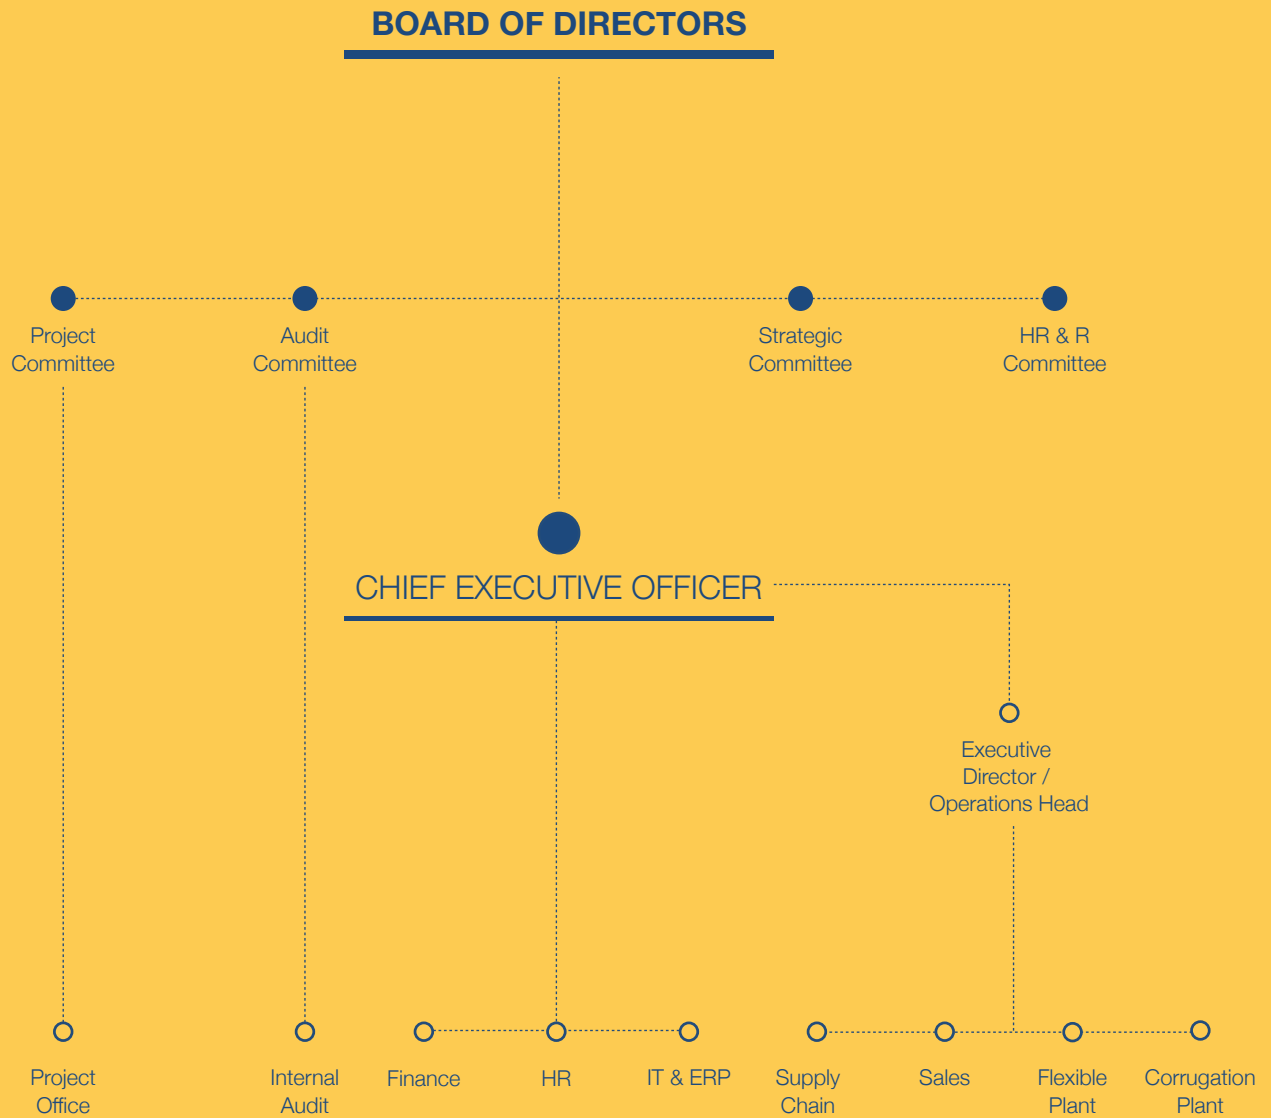 BOARD OF DIRECTORS
Project
Committee
Audit
Committee
Strategic
Committee
HR & R
Committee
CHIEF EXECUTIVE OFFICER
Executive
Director /
Operations Head
Project
Office
Internal
Audit
Finance
HR
IT & ERP
Supply
Chain
Sales
Flexible
Plant
Corrugation
Plant